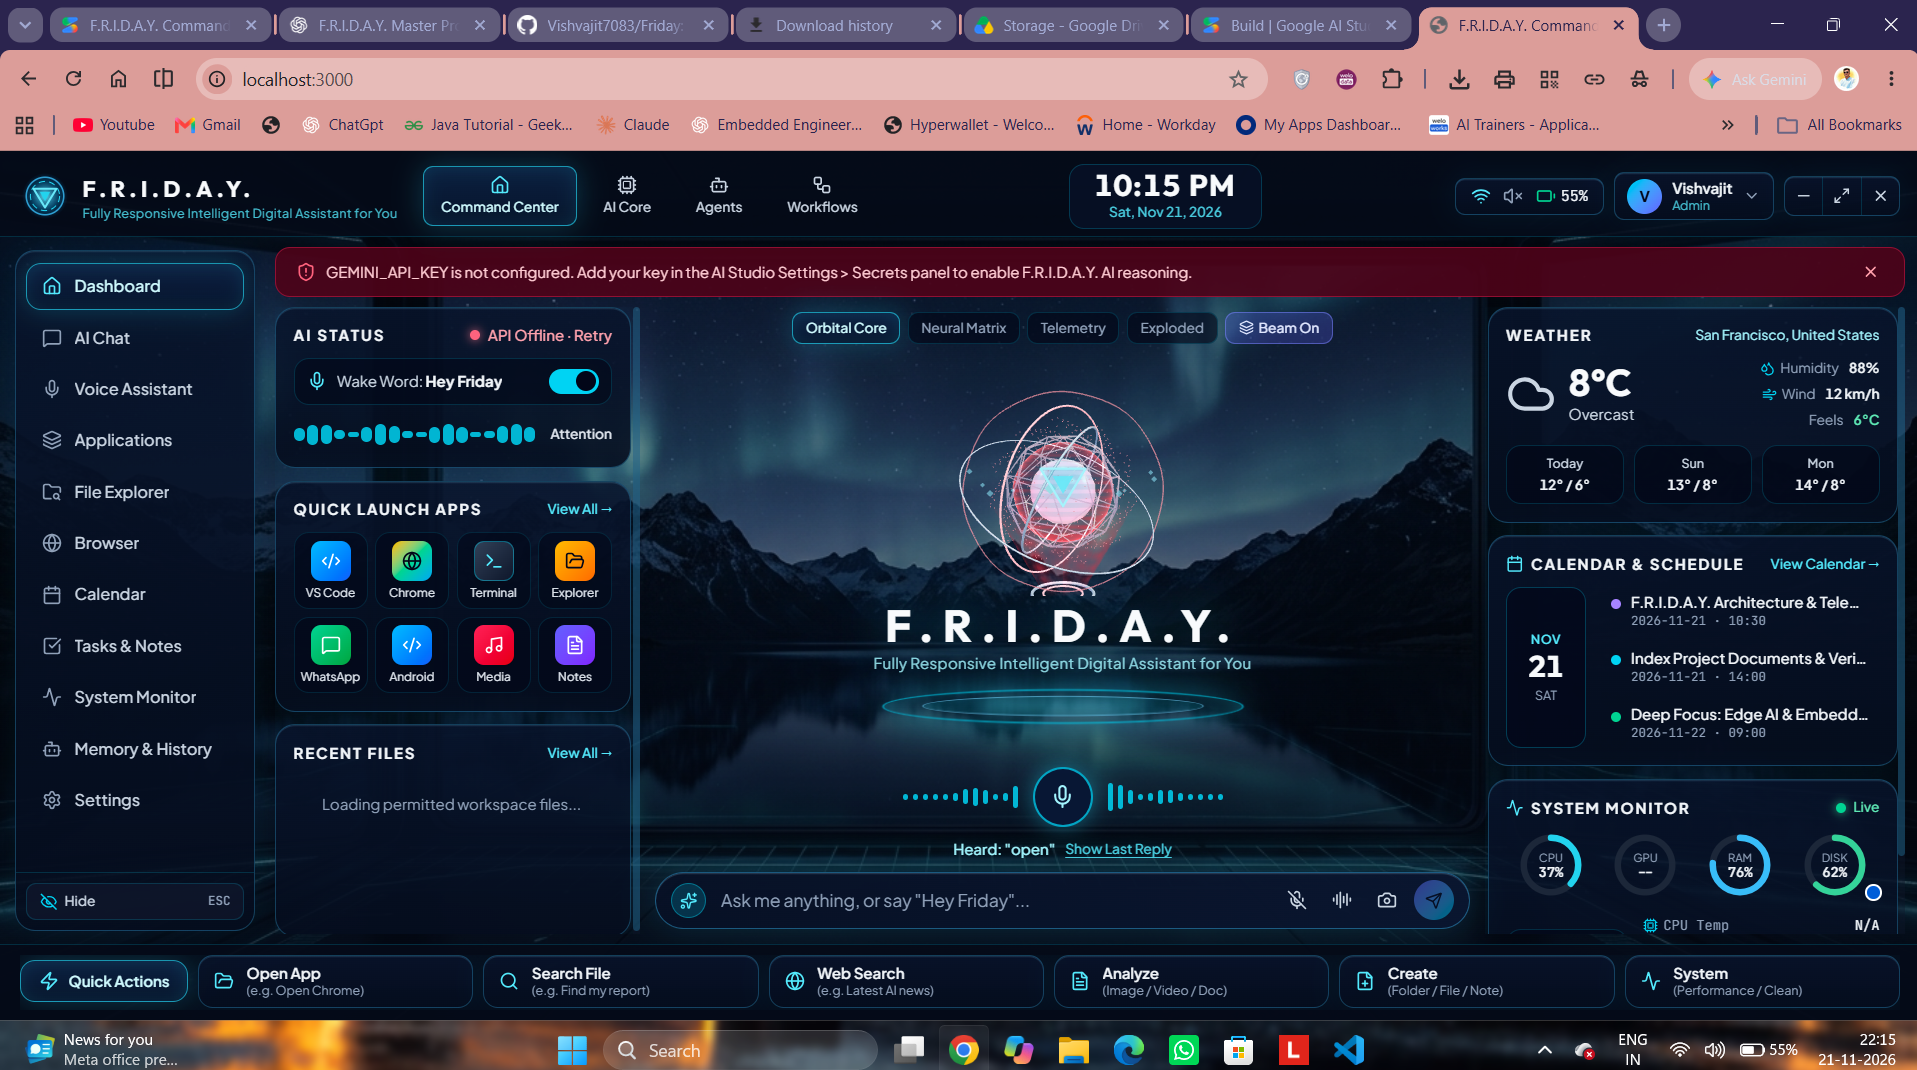 F.R.I.D.A.Y. Comman
F.R.I.D.A.Y. Master Pr
Vishvajit7083/Friday:
Download history
Storage - Google Dri
Build | Google AI Stu
F.R.I.D.A.Y. Comman
localhost:3000
Ask Gemini
Youtube
Gmail
ChatGpt
Java Tutorial - Geek...
Claude
Embedded Engineer...
Hyperwallet - Welco...
Home - Workday
My Apps Dashboar...
AI Trainers - Applica...
All Bookmarks
F.R.I.D.A.Y.
Fully Responsive Intelligent Digital Assistant for You
Command Center
AI Core
Agents
Workflows
10:15 PM
Sat, Nov 21, 2026
55%
V
Vishvajit
Admin
Dashboard
AI Chat
Voice Assistant
Applications
File Explorer
Browser
Calendar
Tasks & Notes
System Monitor
Memory & History
Settings
Hide
ESC
GEMINI_API_KEY is not configured. Add your key in the AI Studio Settings > Secrets panel to enable F.R.I.D.A.Y. AI reasoning.
AI STATUS
API Offline · Retry
Wake Word: Hey Friday
Attention
QUICK LAUNCH APPS
View All →
VS Code
Chrome
Terminal
Explorer
WhatsApp
Android
Media
Notes
RECENT FILES
View All →
Loading permitted workspace files...
Orbital Core
Neural Matrix
Telemetry
Exploded
Beam On
F.R.I.D.A.Y.
Fully Responsive Intelligent Digital Assistant for You
Heard: "open"
Show Last Reply
Ask me anything, or say "Hey Friday"...
WEATHER
San Francisco, United States
8°C
Overcast
Humidity 88%
Wind 12 km/h
Feels 6°C
Today
12° / 6°
Sun
13° / 8°
Mon
14° / 8°
CALENDAR & SCHEDULE
View Calendar →
NOV
21
SAT
F.R.I.D.A.Y. Architecture & Tele...
2026-11-21 · 10:30
Index Project Documents & Veri...
2026-11-21 · 14:00
Deep Focus: Edge AI & Embedd...
2026-11-22 · 09:00
SYSTEM MONITOR
Live
CPU
37%
GPU
--
RAM
76%
DISK
62%
CPU Temp
N/A
Quick Actions
Open App
(e.g. Open Chrome)
Search File
(e.g. Find my report)
Web Search
(e.g. Latest AI news)
Analyze
(Image / Video / Doc)
Create
(Folder / File / Note)
System
(Performance / Clean)
News for you
Meta office pre...
Search
L
ENG
IN
55%
22:15
21-11-2026